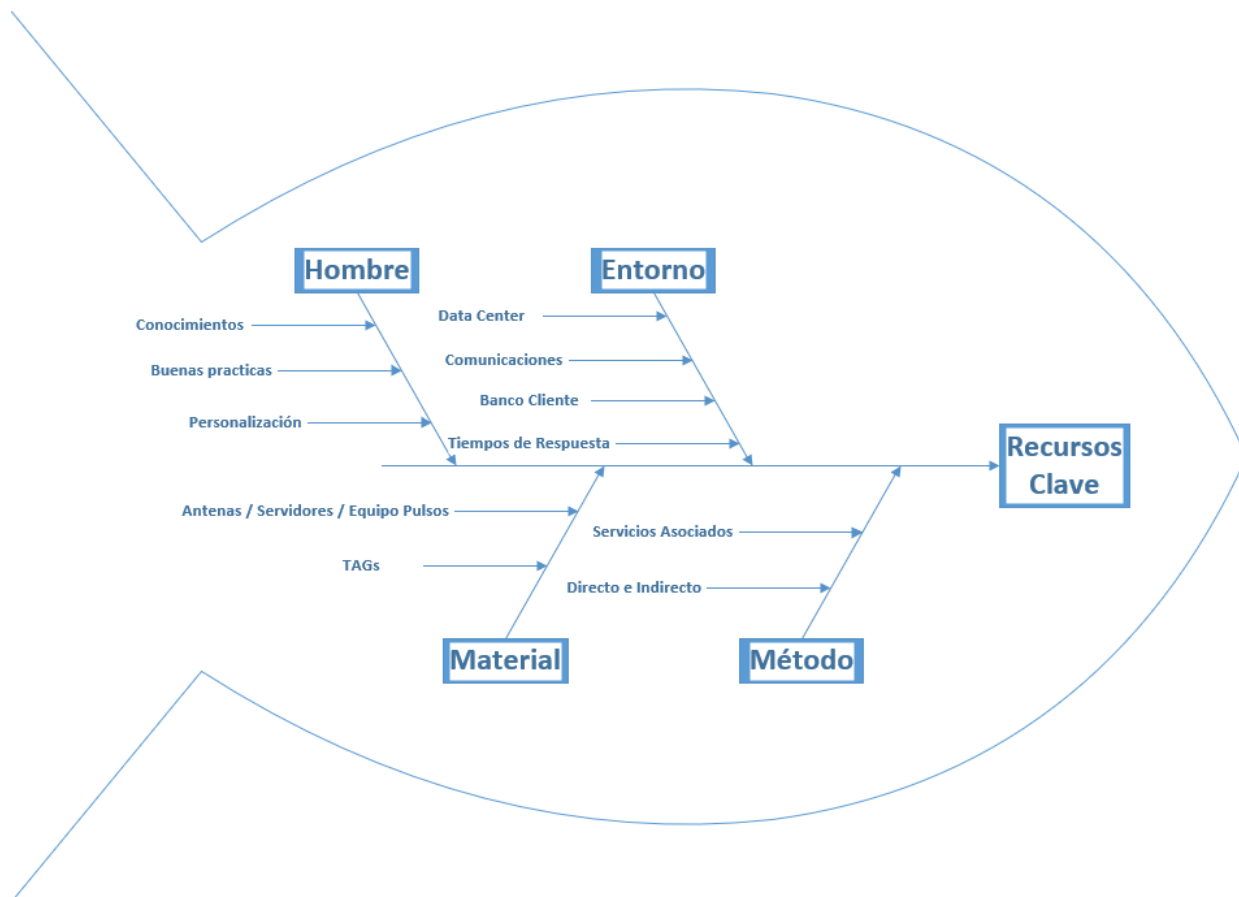 Hombre
Entorno
Conocimientos
Data Center
Buenas practicas
Comunicaciones
Personalización
Banco Cliente
Tiempos de Respuesta
Recursos
Clave
Antenas / Servidores / Equipo Pulsos
Servicios Asociados
TAGs
Directo e Indirecto
Material
Método